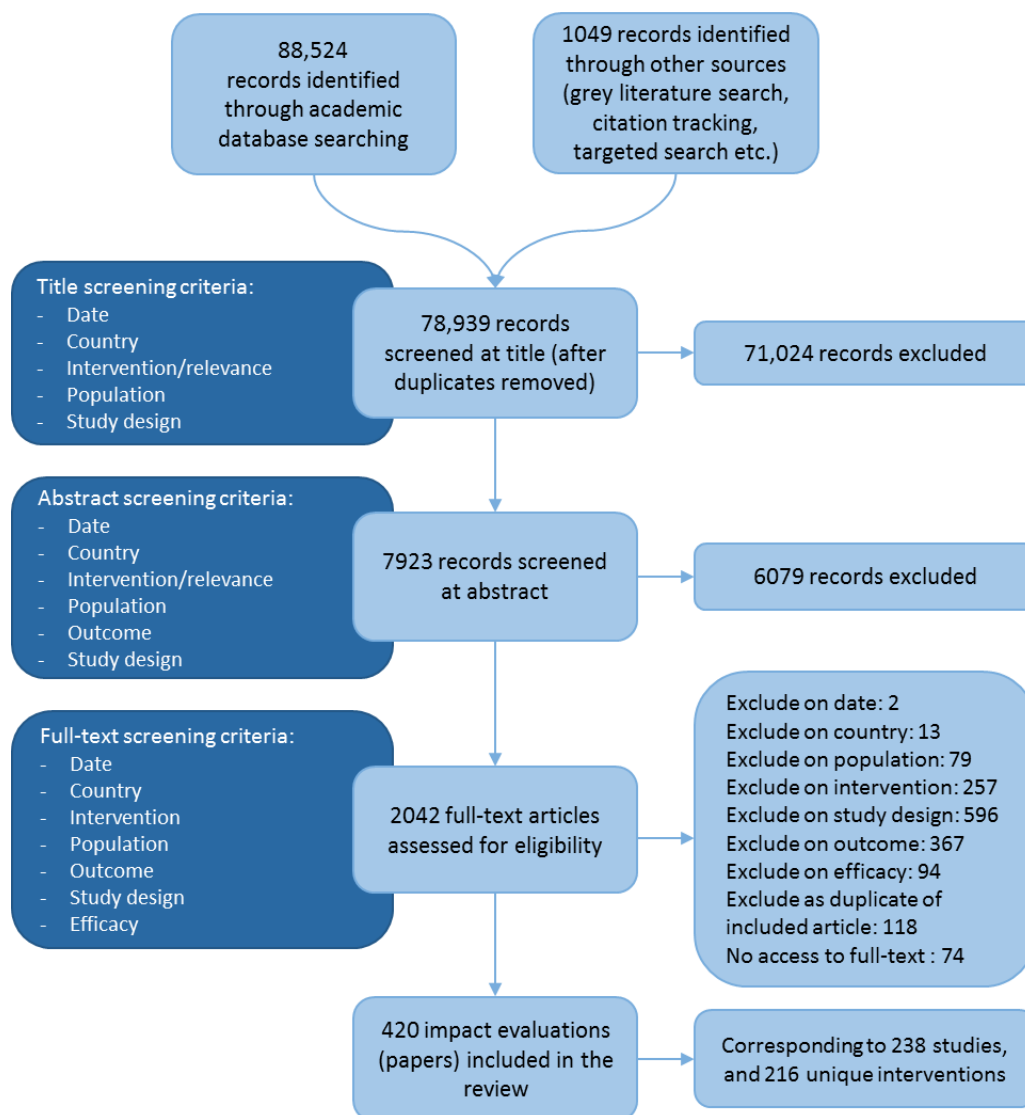 88,524
records identified
through academic
database searching
1049 records identified
through other sources
(grey literature search,
citation tracking,
targeted search etc.)
Title screening criteria:
- Date
- Country
- Intervention/relevance
- Population
- Study design
78,939 records
screened at title (after
duplicates removed)
71,024 records excluded
Abstract screening criteria:
- Date
- Country
- Intervention/relevance
- Population
- Outcome
- Study design
7923 records screened
at abstract
6079 records excluded
Full-text screening criteria:
- Date
- Country
- Intervention
- Population
- Outcome
- Study design
- Efficacy
2042 full-text articles
assessed for eligibility
Exclude on date: 2
Exclude on country: 13
Exclude on population: 79
Exclude on intervention: 257
Exclude on study design: 596
Exclude on outcome: 367
Exclude on efficacy: 94
Exclude as duplicate of
included article: 118
No access to full-text : 74
420 impact evaluations
(papers) included in the
review
Corresponding to 238 studies,
and 216 unique interventions